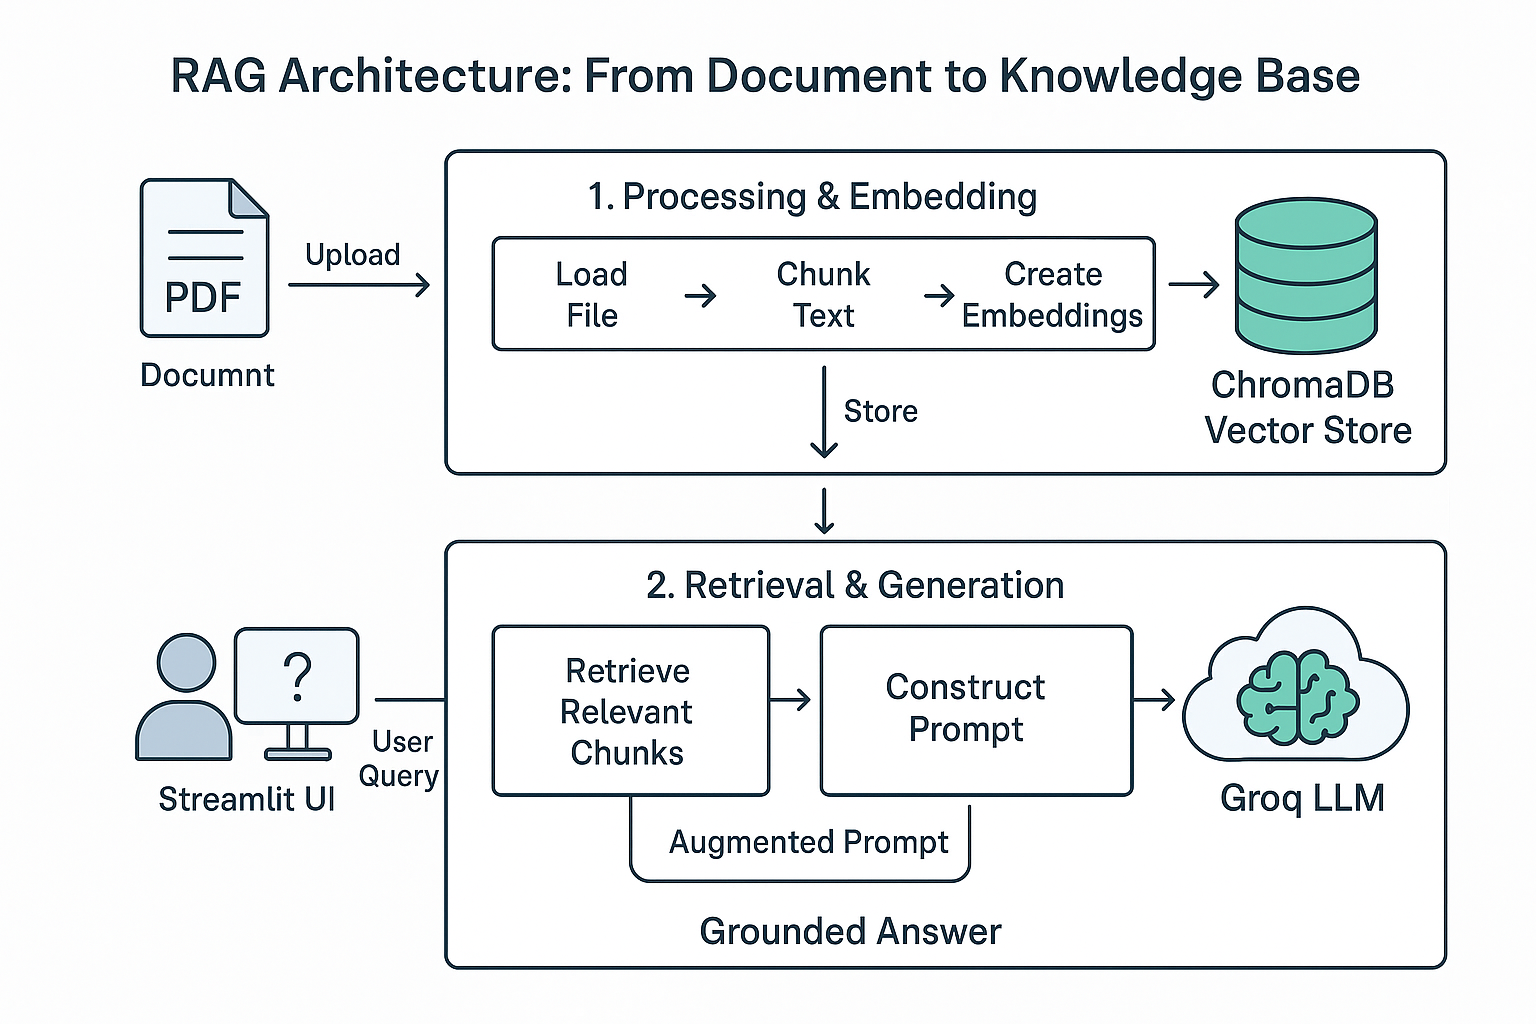 RAG Architecture: From Document to Knowledge Base
PDF
Documnt
Upload
1. Processing & Embedding
Load
File
Chunk
Text
Create
Embeddings
Store
ChromaDB
Vector Store
2. Retrieval & Generation
?
Streamlit UI
User
Query
Retrieve
Relevant
Chunks
Construct
Prompt
Groq LLM
Augmented Prompt
Grounded Answer